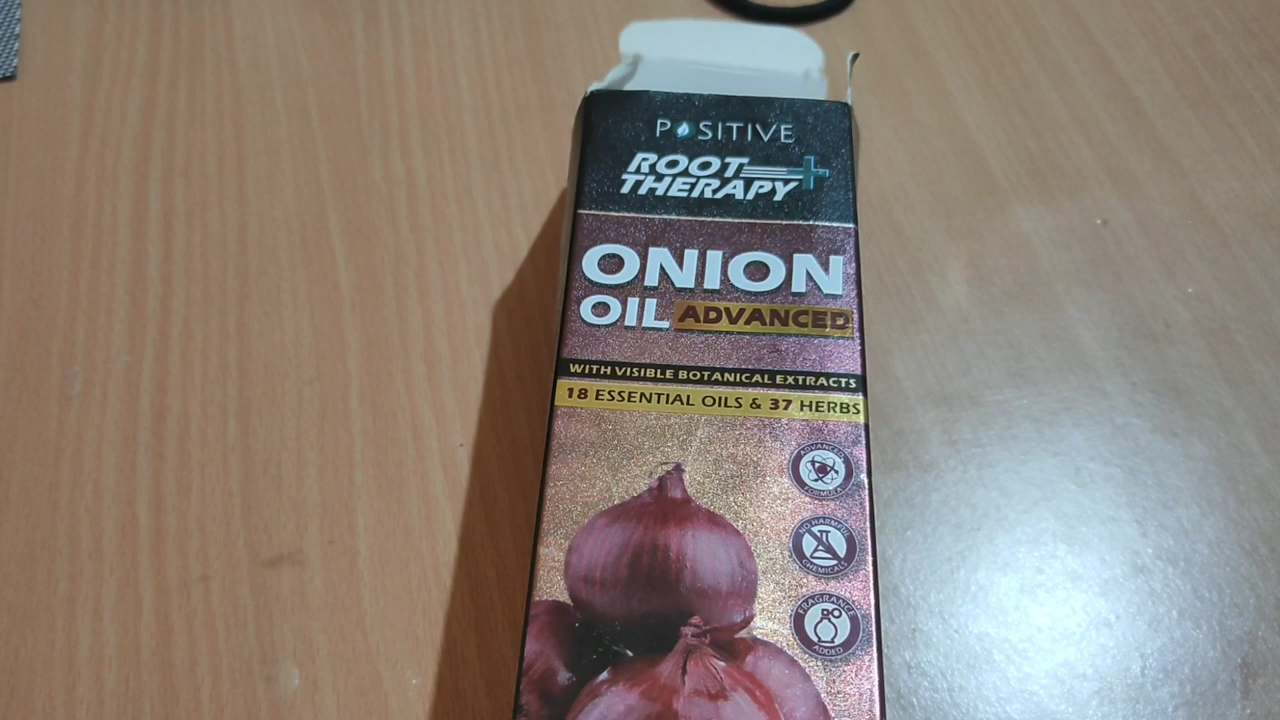 POSITIVE
ROOT
THERAPY
ONION
OIL ADVANCED
WITH VISIBLE BOTANICAL EXTRACTS
18 ESSENTIAL OILS & 37 HERBS
ADVANCED
FORMULA
NO HARMFUL
CHEMICALS
FRAGRANCE
ADDED